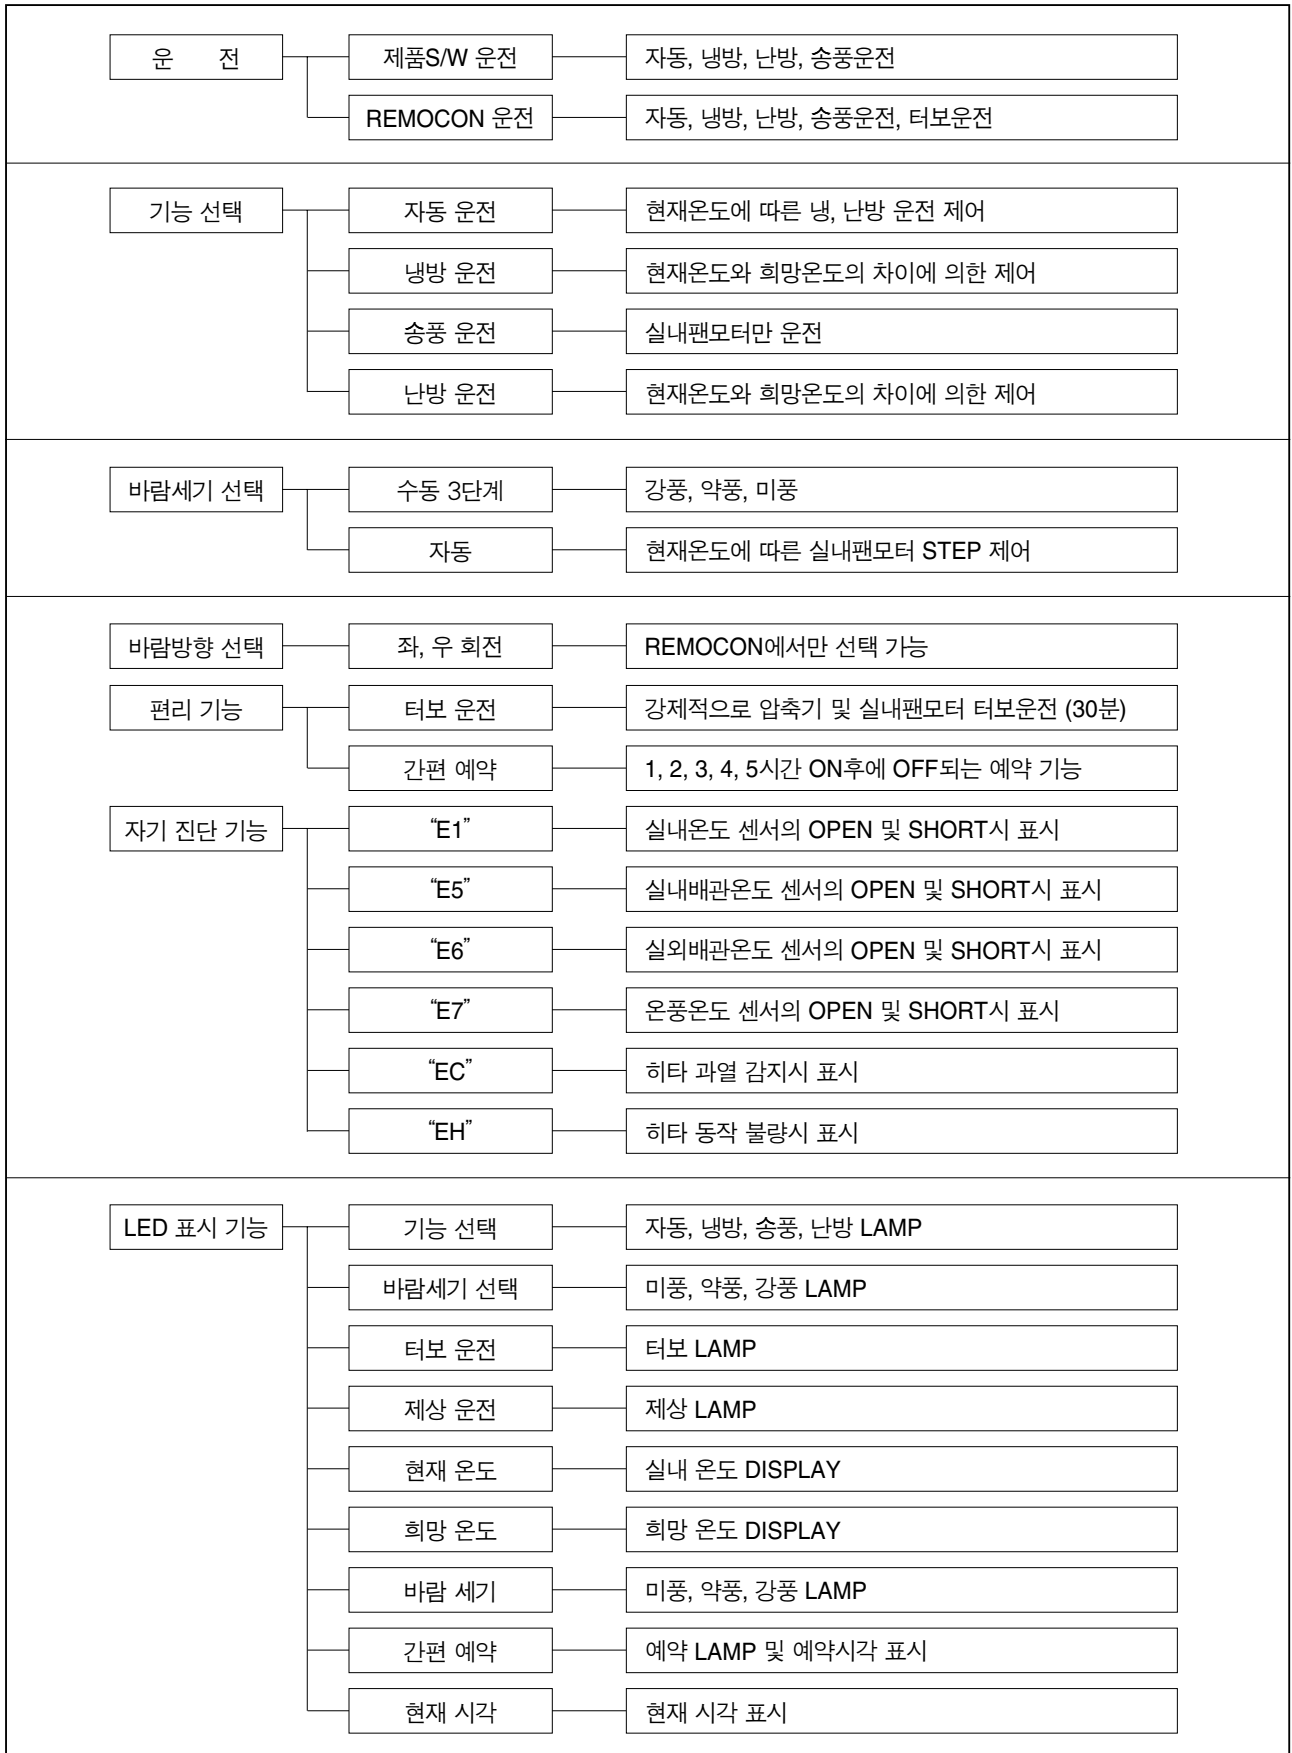 운 전
제품S/W 운전
자동, 냉방, 난방, 송풍운전
REMOCON 운전
자동, 냉방, 난방, 송풍운전, 터보운전
기능 선택
자동 운전
현재온도에 따른 냉, 난방 운전 제어
냉방 운전
현재온도와 희망온도의 차이에 의한 제어
송풍 운전
실내팬모터만 운전
난방 운전
현재온도와 희망온도의 차이에 의한 제어
바람세기 선택
수동 3단계
강풍, 약풍, 미풍
자동
현재온도에 따른 실내팬모터 STEP 제어
바람방향 선택
좌, 우 회전
REMOCON에서만 선택 가능
편리 기능
터보 운전
강제적으로 압축기 및 실내팬모터 터보운전 (30분)
간편 예약
1, 2, 3, 4, 5시간 ON후에 OFF되는 예약 기능
자기 진단 기능
“E1”
실내온도 센서의 OPEN 및 SHORT시 표시
“E5”
실내배관온도 센서의 OPEN 및 SHORT시 표시
“E6”
실외배관온도 센서의 OPEN 및 SHORT시 표시
“E7”
온풍온도 센서의 OPEN 및 SHORT시 표시
“EC”
히타 과열 감지시 표시
“EH”
히타 동작 불량시 표시
LED 표시 기능
기능 선택
자동, 냉방, 송풍, 난방 LAMP
바람세기 선택
미풍, 약풍, 강풍 LAMP
터보 운전
터보 LAMP
제상 운전
제상 LAMP
현재 온도
실내 온도 DISPLAY
희망 온도
희망 온도 DISPLAY
바람 세기
미풍, 약풍, 강풍 LAMP
간편 예약
예약 LAMP 및 예약시각 표시
현재 시각
현재 시각 표시